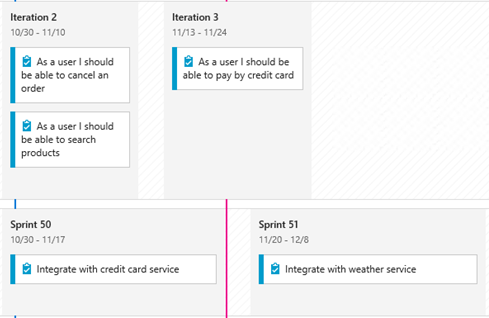 Iteration 2
10/30 - 11/10
As a user I should
be able to cancel an
order
As a user I should
be able to search
products
Iteration 3
11/13 - 11/24
As a user I should be
able to pay by credit card
Sprint 50
10/30 - 11/17
Integrate with credit card service
Sprint 51
11/20 - 12/8
Integrate with weather service